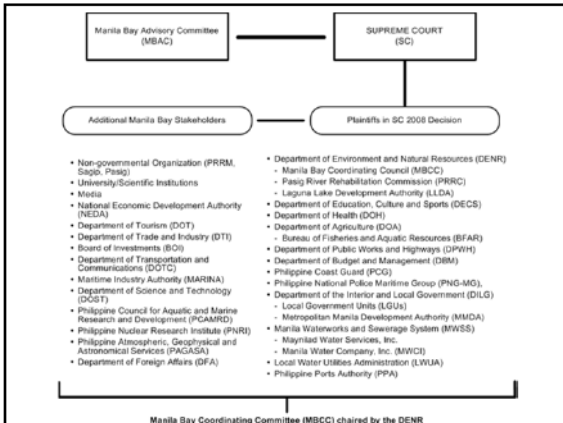 Manila Bay Advisory Committee
(MBAC)
SUPREME COURT
(SC)
Additional Manila Bay Stakeholders
Plaintiffs in SC 2008 Decision
• Non-governmental Organization (PRRM,
Sagip, Pasig)
• University/Scientific Institutions
• Media
• National Economic Development Authority
(NEDA)
• Department of Tourism (DOT)
• Department of Trade and Industry (DTI)
• Board of Investments (BOI)
• Department of Transportation and
Communications (DOTC)
• Maritime Industry Authority (MARINA)
• Department of Science and Technology
(DOST)
• Philippine Council for Aquatic and Marine
Research and Development (PCAMRD)
• Philippine Nuclear Research Institute (PNRI)
• Philippine Atmospheric, Geophysical and
Astronomical Services (PAGASA)
• Department of Foreign Affairs (DFA)
• Department of Environment and Natural Resources (DENR)
- Manila Bay Coordinating Council (MBCC)
- Pasig River Rehabilitation Commission (PRRC)
- Laguna Lake Development Authority (LLDA)
• Department of Education, Culture and Sports (DECS)
• Department of Health (DOH)
• Department of Agriculture (DOA)
- Bureau of Fisheries and Aquatic Resources (BFAR)
• Department of Public Works and Highways (DPWH)
• Department of Budget and Management (DBM)
• Philippine Coast Guard (PCG)
• Philippine National Police Maritime Group (PNG-MG),
• Department of the Interior and Local Government (DILG)
- Local Government Units (LGUs)
- Metropolitan Manila Development Authority (MMDA)
• Manila Waterworks and Sewerage System (MWSS)
- Maynilad Water Services, Inc.
- Manila Water Company, Inc. (MWCI)
• Local Water Utilities Administration (LWUA)
• Philippine Ports Authority (PPA)
Manila Bay Coordinating Committee (MBCC) chaired by the DENR